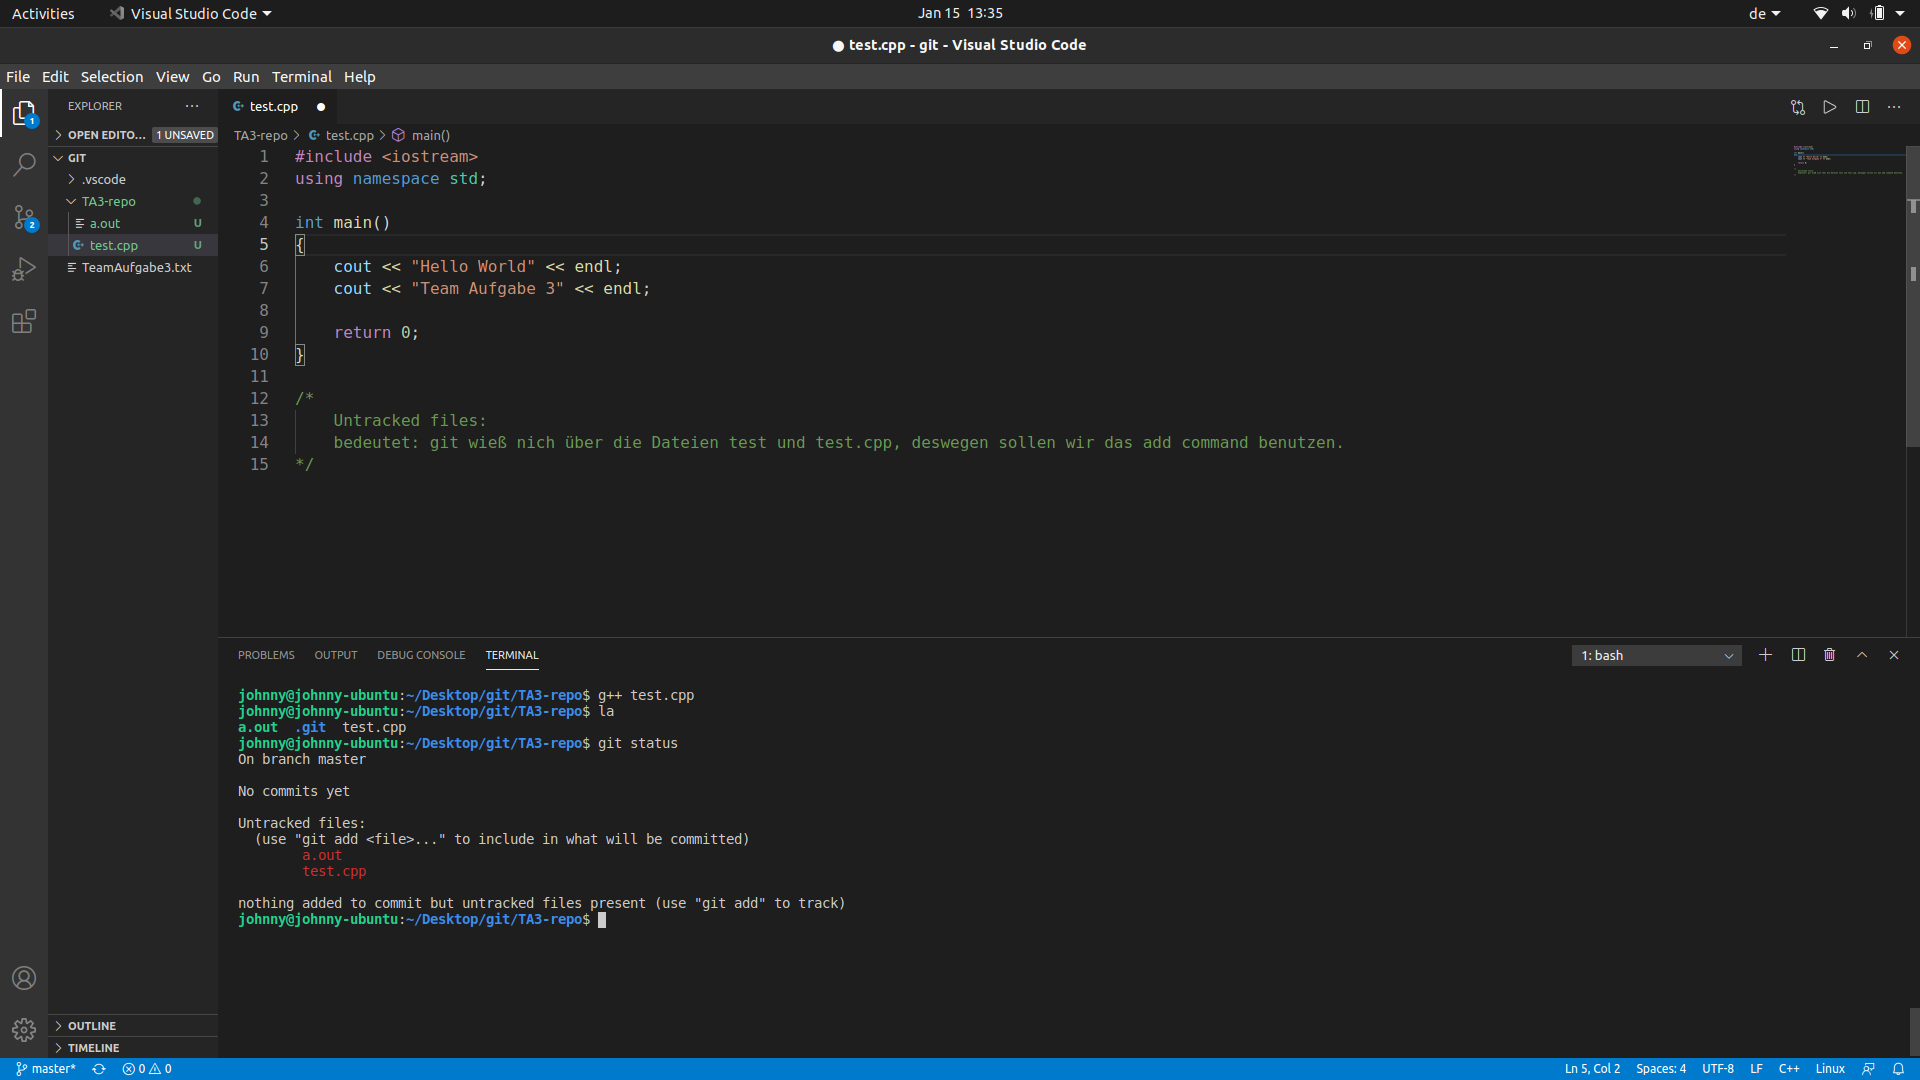 Activities
Visual Studio Code
Jan 15 13:35
de
● test.cpp - git - Visual Studio Code
File Edit Selection View Go Run Terminal Help
EXPLORER
OPEN EDITO... 1 UNSAVED
GIT
.vscode
TA3-repo
a.out U
test.cpp U
TeamAufgabe3.txt
OUTLINE
TIMELINE
test.cpp
TA3-repo > test.cpp > main()
1 #include <iostream>
2 using namespace std;
3
4 int main()
5 {
6 cout << "Hello World" << endl;
7 cout << "Team Aufgabe 3" << endl;
8
9 return 0;
10 }
11
12 /*
13 Untracked files:
14 bedeutet: git wieß nich über die Dateien test und test.cpp, deswegen sollen wir das add command benutzen.
15 */
PROBLEMS OUTPUT DEBUG CONSOLE TERMINAL
1: bash
johnny@johnny-ubuntu:~/Desktop/git/TA3-repo$ g++ test.cpp
johnny@johnny-ubuntu:~/Desktop/git/TA3-repo$ la
a.out .git test.cpp
johnny@johnny-ubuntu:~/Desktop/git/TA3-repo$ git status
On branch master
No commits yet
Untracked files:
(use "git add <file>..." to include in what will be committed)
a.out
test.cpp
nothing added to commit but untracked files present (use "git add" to track)
johnny@johnny-ubuntu:~/Desktop/git/TA3-repo$
1
2
master* 0 0
Ln 5, Col 2 Spaces: 4 UTF-8 LF C++ Linux